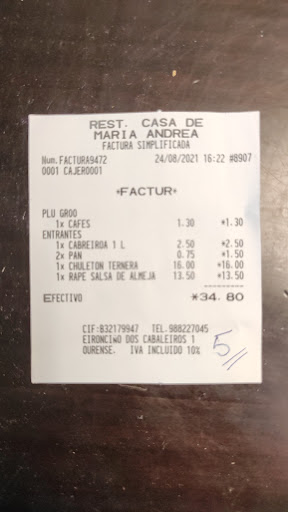 REST. CASA DE
MARIA ANDREA
FACTURA SIMPLIFICADA
Num.FACTURA9472 24/08/2021 16:22 #8907
0001 CAJERO001
*FACTUR*
PLU GROO
1x CAFES 1.30 *1.30
ENTRANTES
1x CABREIROA 1 L 2.50 *2.50
2x PAN 0.75 *1.50
1x CHULETON TERNERA 16.00 *16.00
1x RAPE SALSA DE ALMEJA 13.50 *13.50
EFECTIVO *34.80
CIF:B32179947 TEL.988227045
EIRONCIÑO DOS CABALEIROS 1
OURENSE. IVA INCLUIDO 10%
5